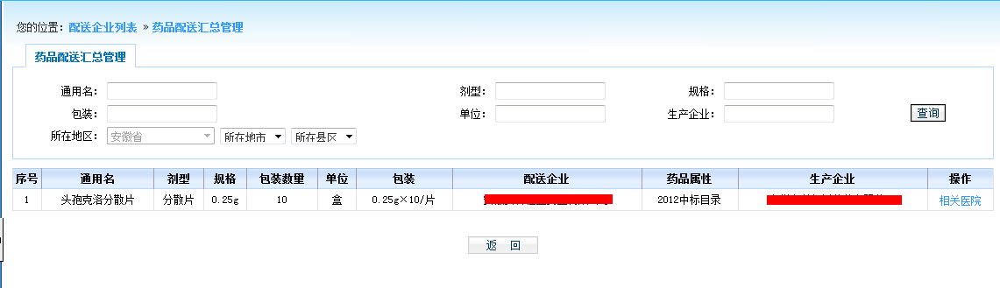 您的位置：配送企业列表 » 药品配送汇总管理
药品配送汇总管理
通用名： 剂型： 规格：
包装： 单位： 生产企业： 查询
所在地区： 安徽省 所在地市 所在县区
序号 通用名 剂型 规格 包装数量 单位 包装 配送企业 药品属性 生产企业 操作
1 头孢克洛分散片 分散片 0.25g 10 盒 0.25g×10/片 2012中标目录 相关医院
返 回